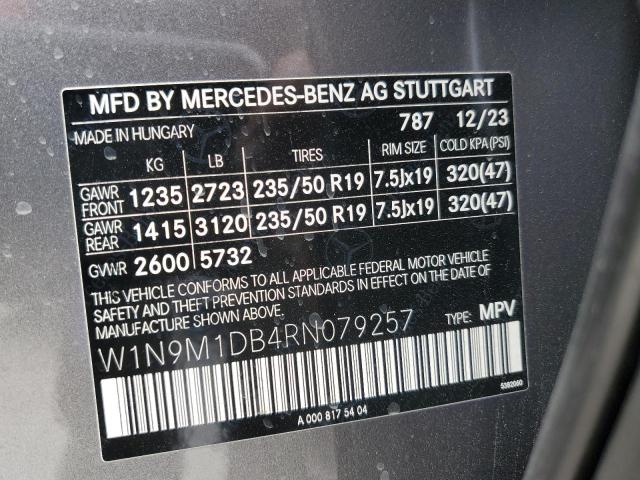 MFD BY MERCEDES-BENZ AG STUTTGART
MADE IN HUNGARY 787 12/23
KG LB TIRES RIM SIZE COLD KPA(PSI)
GAWR FRONT 1235 2723 235/50 R19 7.5Jx19 320(47)
GAWR REAR 1415 3120 235/50 R19 7.5Jx19 320(47)
GVWR 2600 5732
THIS VEHICLE CONFORMS TO ALL APPLICABLE FEDERAL MOTOR VEHICLE
SAFETY AND THEFT PREVENTION STANDARDS IN EFFECT ON THE DATE OF
MANUFACTURE SHOWN ABOVE.
W1N9M1DB4RN079257 TYPE: MPV
A 000 817 54 04